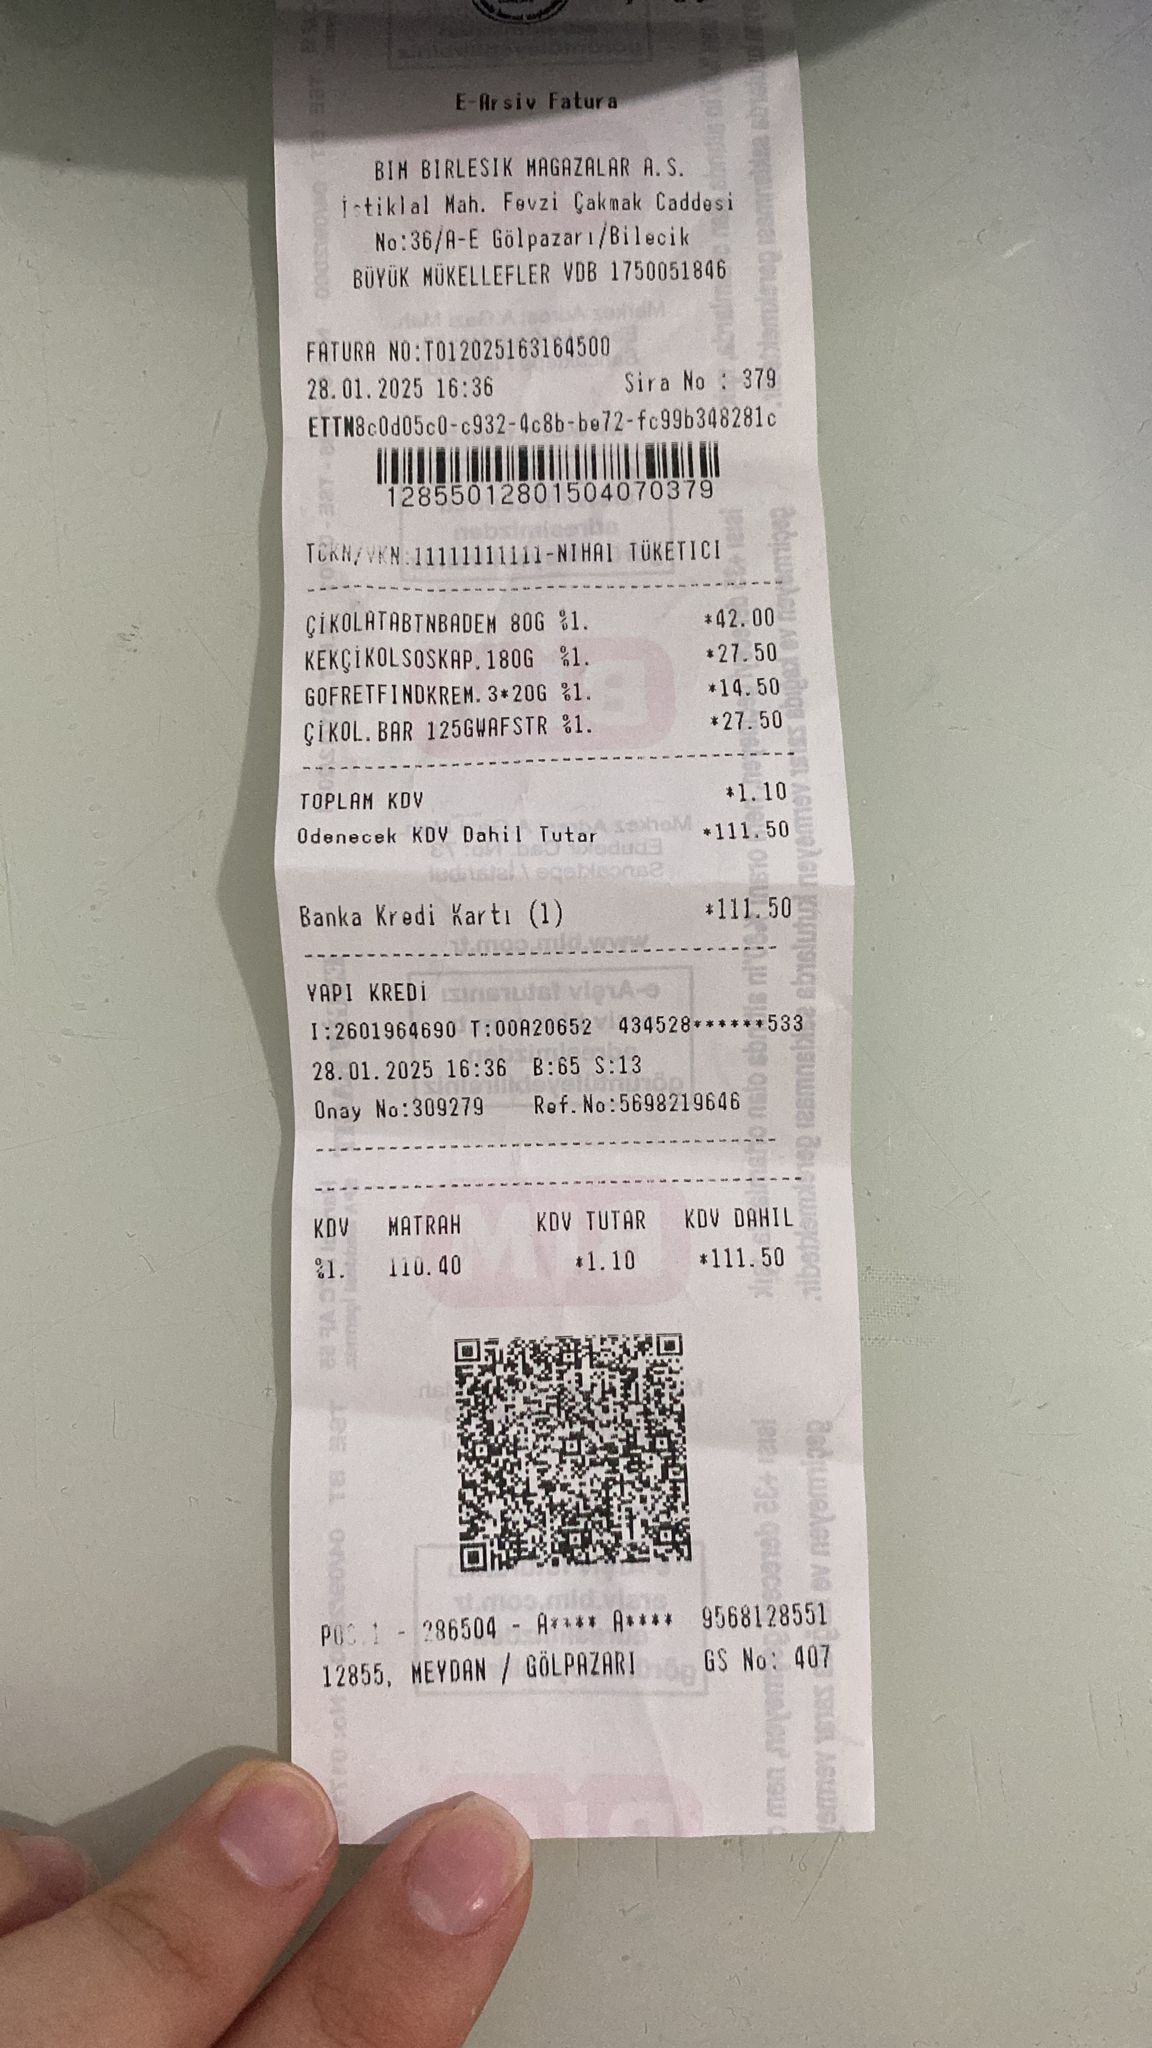 E-Arsiv Fatura
BIM BIRLESIK MAGAZALAR A.S.
İstiklal Mah. Fevzi Çakmak Caddesi
No:36/A-E Gölpazarı/Bilecik
BÜYÜK MÜKELLEFLER VDB 1750051846
FATURA NO:T012025163164500
28.01.2025 16:36 Sira No : 379
ETTN8c0d05c0-c932-4c8b-be72-fc99b348281c
12855012801504070379
TCKN/VKN:11111111111-NIHAI TÜKETICI
ÇİKOLATABTNBADEM 80G %1. *42.00
KEKÇİKOLSOSKAP.180G %1. *27.50
GOFRETFINDKREM.3*20G %1. *14.50
ÇİKOL.BAR 125GWAFSTR %1. *27.50
TOPLAM KDV *1.10
Odenecek KDV Dahil Tutar *111.50
Banka Kredi Kartı (1) *111.50
YAPI KREDİ
I:2601964690 T:00A20652 434528******533
28.01.2025 16:36 B:65 S:13
Onay No:309279 Ref.No:5698219646
KDV MATRAH KDV TUTAR KDV DAHIL
%1. 110.40 *1.10 *111.50
POS.1 - 286504 - A**** A**** 9568128551
12855, MEYDAN / GÖLPAZARI GS No: 407